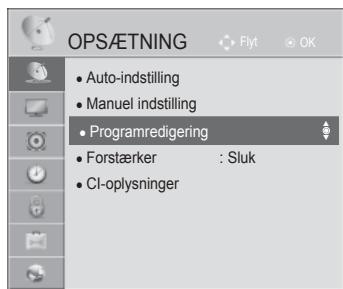 OPSÆTNING Flyt OK
• Auto-indstilling
• Manuel indstilling
• Programredigering
• Forstærker : Sluk
• CI-oplysninger